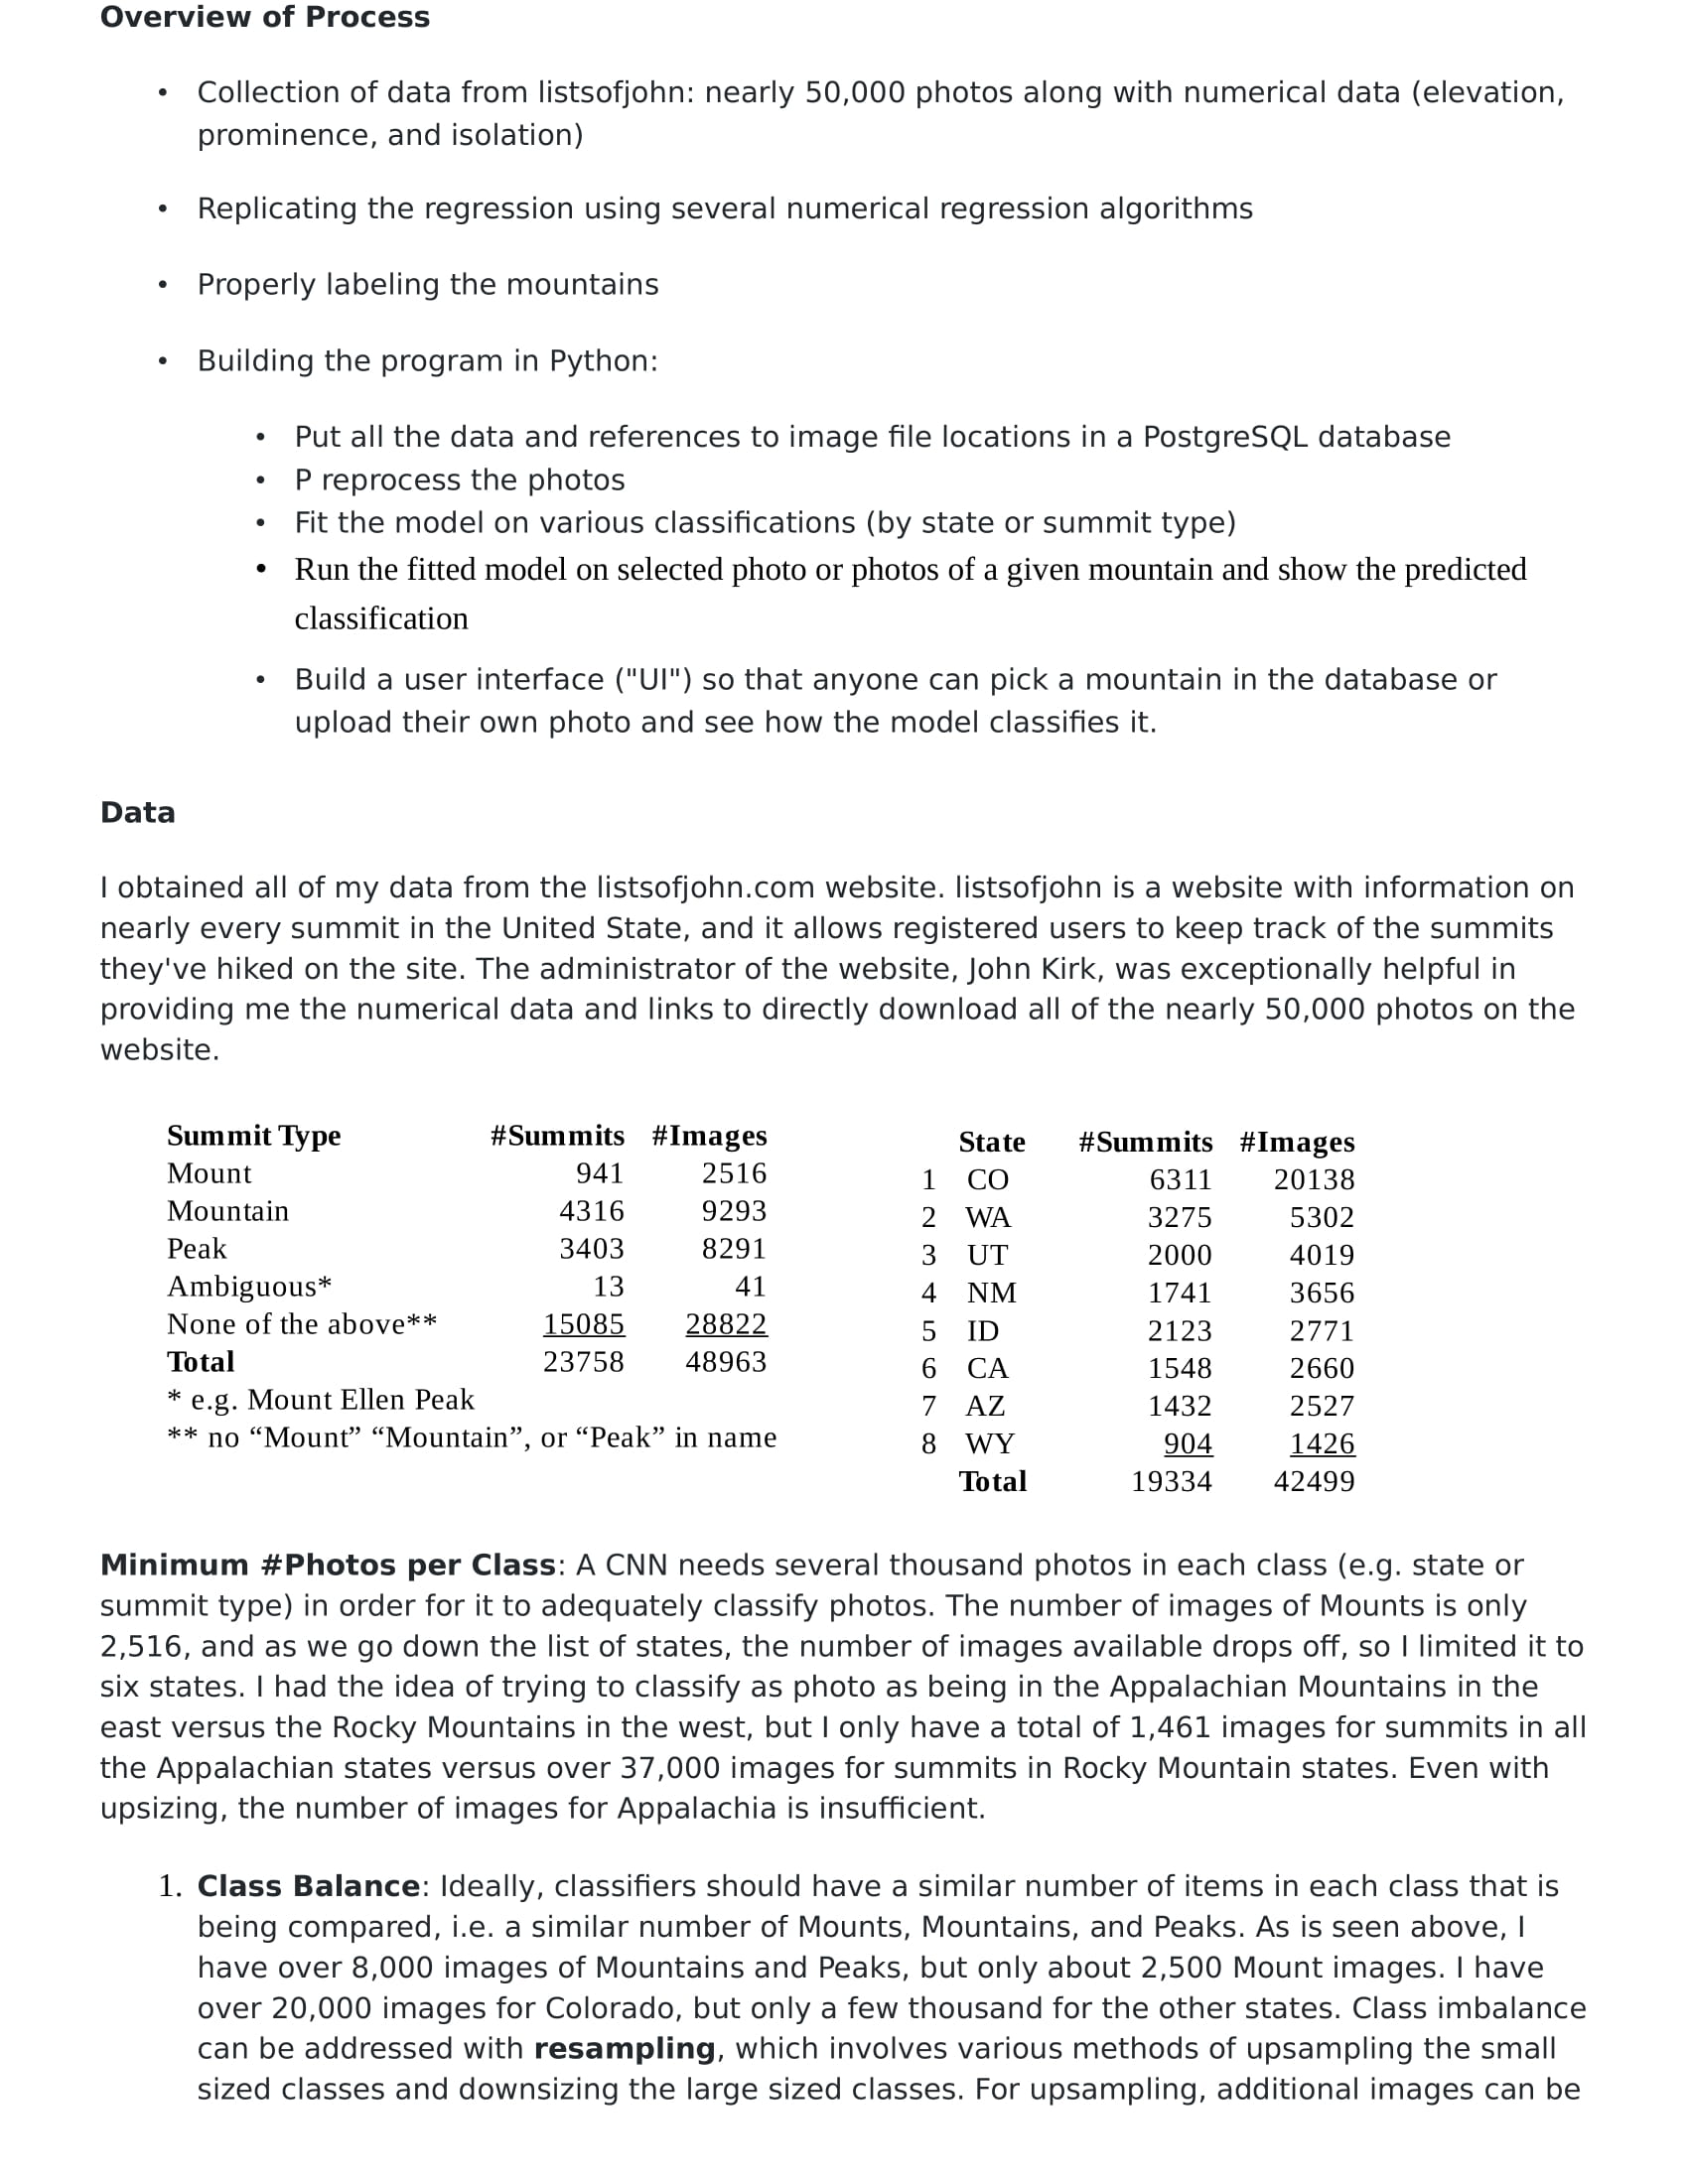 Overview of Process
• Collection of data from listsofjohn: nearly 50,000 photos along with numerical data (elevation,
prominence, and isolation)
• Replicating the regression using several numerical regression algorithms
• Properly labeling the mountains
• Building the program in Python:
• Put all the data and references to image file locations in a PostgreSQL database
• P reprocess the photos
• Fit the model on various classifications (by state or summit type)
• Run the fitted model on selected photo or photos of a given mountain and show the predicted
classification
• Build a user interface ("UI") so that anyone can pick a mountain in the database or
upload their own photo and see how the model classifies it.
Data
I obtained all of my data from the listsofjohn.com website. listsofjohn is a website with information on
nearly every summit in the United State, and it allows registered users to keep track of the summits
they've hiked on the site. The administrator of the website, John Kirk, was exceptionally helpful in
providing me the numerical data and links to directly download all of the nearly 50,000 photos on the
website.
Summit Type #Summits #Images
Mount 941 2516
Mountain 4316 9293
Peak 3403 8291
Ambiguous* 13 41
None of the above** 15085 28822
Total 23758 48963
* e.g. Mount Ellen Peak
** no “Mount” “Mountain”, or “Peak” in name
State #Summits #Images
1 CO 6311 20138
2 WA 3275 5302
3 UT 2000 4019
4 NM 1741 3656
5 ID 2123 2771
6 CA 1548 2660
7 AZ 1432 2527
8 WY 904 1426
Total 19334 42499
Minimum #Photos per Class: A CNN needs several thousand photos in each class (e.g. state or
summit type) in order for it to adequately classify photos. The number of images of Mounts is only
2,516, and as we go down the list of states, the number of images available drops off, so I limited it to
six states. I had the idea of trying to classify as photo as being in the Appalachian Mountains in the
east versus the Rocky Mountains in the west, but I only have a total of 1,461 images for summits in all
the Appalachian states versus over 37,000 images for summits in Rocky Mountain states. Even with
upsizing, the number of images for Appalachia is insufficient.
1. Class Balance: Ideally, classifiers should have a similar number of items in each class that is
being compared, i.e. a similar number of Mounts, Mountains, and Peaks. As is seen above, I
have over 8,000 images of Mountains and Peaks, but only about 2,500 Mount images. I have
over 20,000 images for Colorado, but only a few thousand for the other states. Class imbalance
can be addressed with resampling, which involves various methods of upsampling the small
sized classes and downsizing the large sized classes. For upsampling, additional images can be